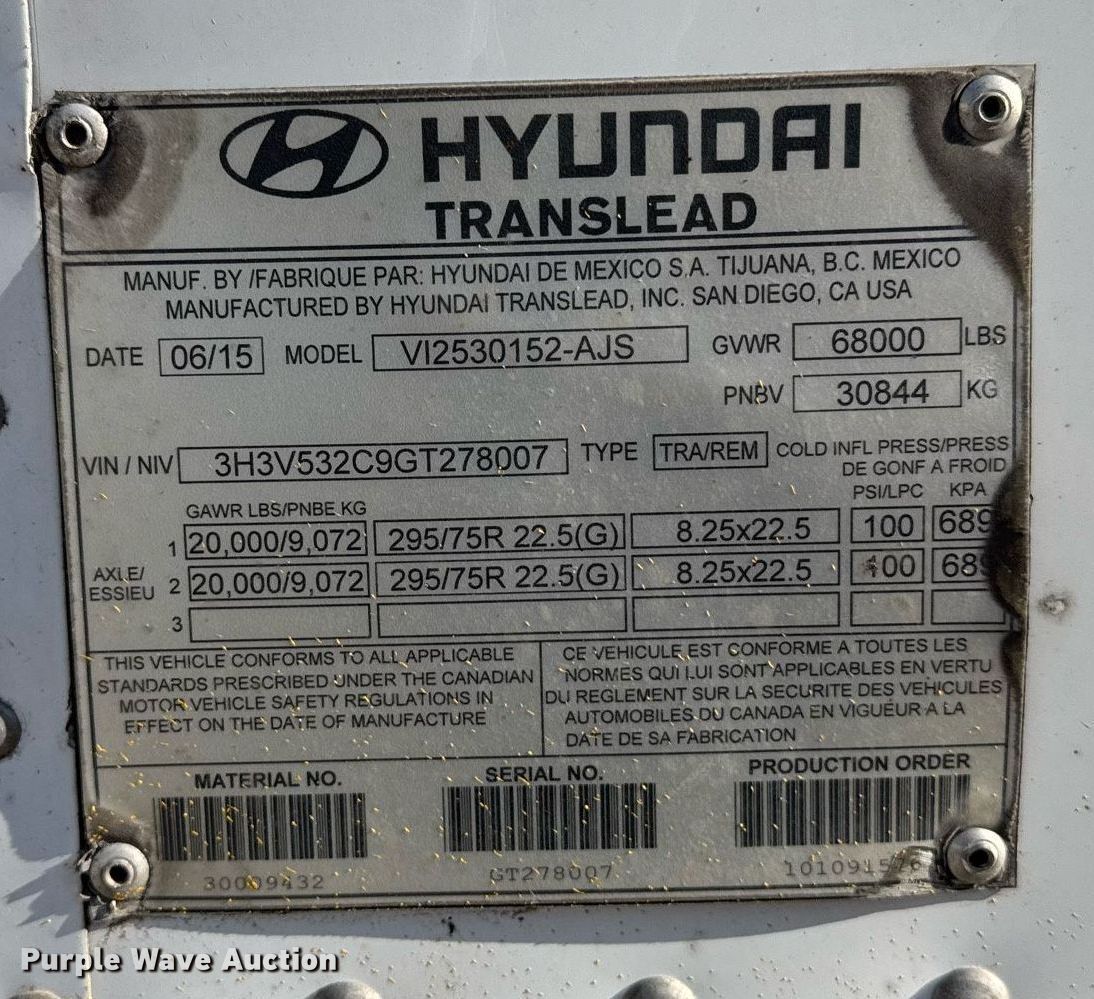 HYUNDAI
TRANSLEAD
MANUF. BY /FABRIQUE PAR: HYUNDAI DE MEXICO S.A. TIJUANA, B.C. MEXICO
MANUFACTURED BY HYUNDAI TRANSLEAD, INC. SAN DIEGO, CA USA
DATE 06/15 MODEL VI2530152-AJS GVWR 68000 LBS
PNBV 30844 KG
VIN / NIV 3H3V532C9GT278007 TYPE TRA/REM COLD INFL PRESS/PRESS
DE GONF A FROID
GAWR LBS/PNBE KG PSI/LPC KPA
1 20,000/9,072 295/75R 22.5(G) 8.25x22.5 100 689
AXLE/
ESSIEU 2 20,000/9,072 295/75R 22.5(G) 8.25x22.5 100 689
3
THIS VEHICLE CONFORMS TO ALL APPLICABLE
STANDARDS PRESCRIBED UNDER THE CANADIAN
MOTOR VEHICLE SAFETY REGULATIONS IN
EFFECT ON THE DATE OF MANUFACTURE
CE VEHICULE EST CONFORME A TOUTES LES
NORMES QUI LUI SONT APPLICABLES EN VERTU
DU REGLEMENT SUR LA SECURITE DES VEHICULES
AUTOMOBILES DU CANADA EN VIGUEUR A LA
DATE DE SA FABRICATION
MATERIAL NO. SERIAL NO. PRODUCTION ORDER
30009432 GT278007
Purple Wave Auction